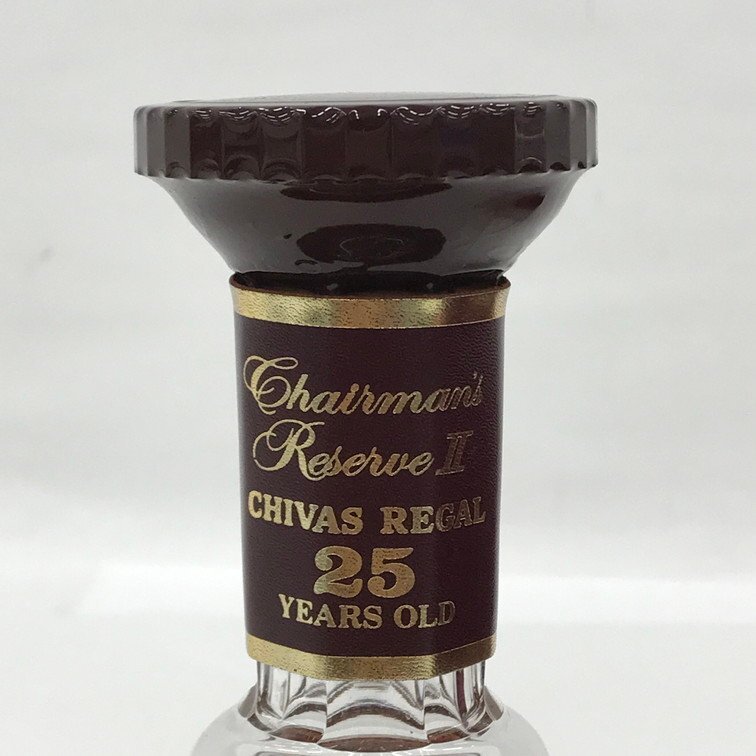 Chairman's
Reserve II
CHIVAS REGAL
25
YEARS OLD